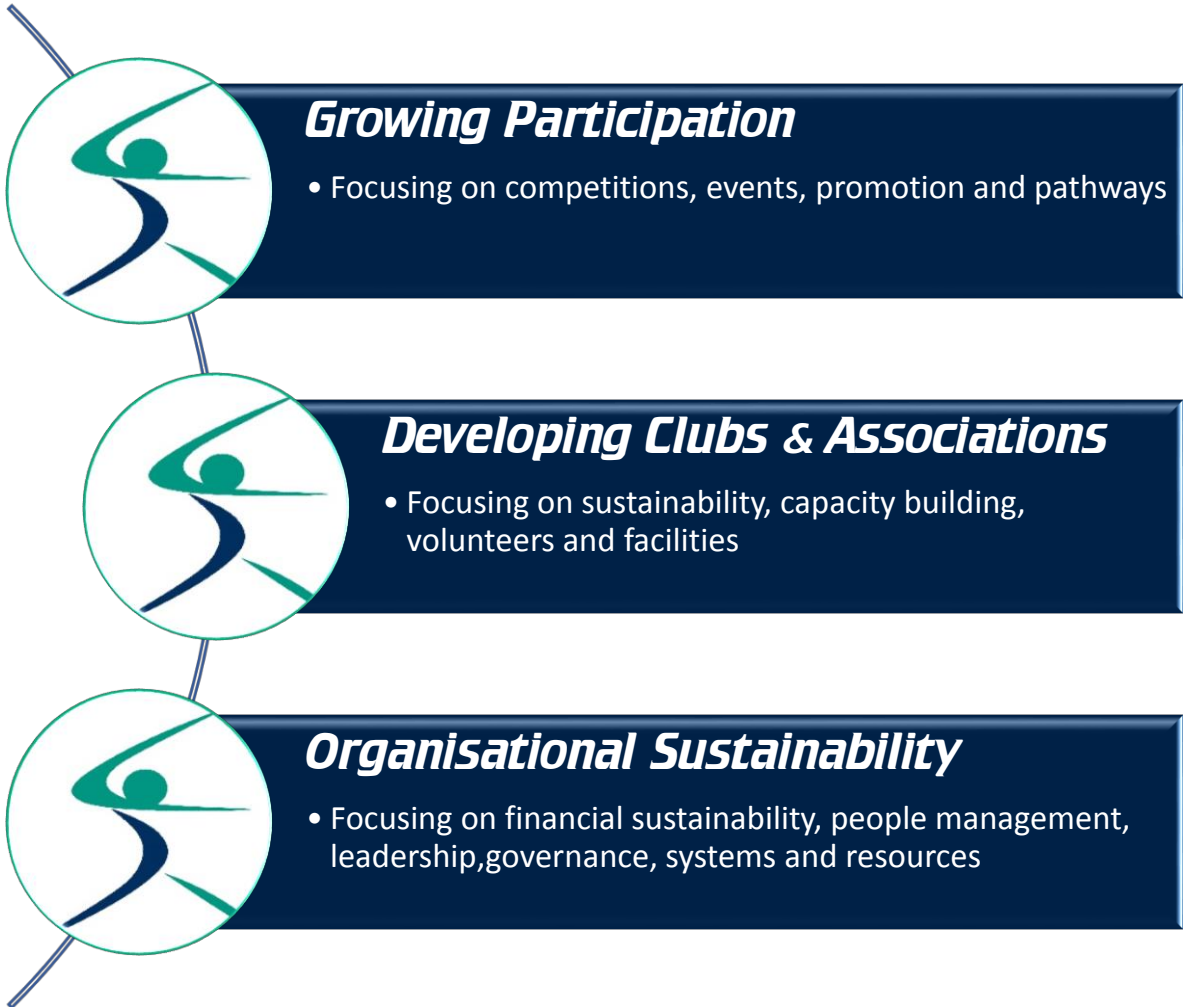 Growing Participation
• Focusing on competitions, events, promotion and pathways
Developing Clubs & Associations
• Focusing on sustainability, capacity building,
volunteers and facilities
Organisational Sustainability
• Focusing on financial sustainability, people management,
leadership,governance, systems and resources